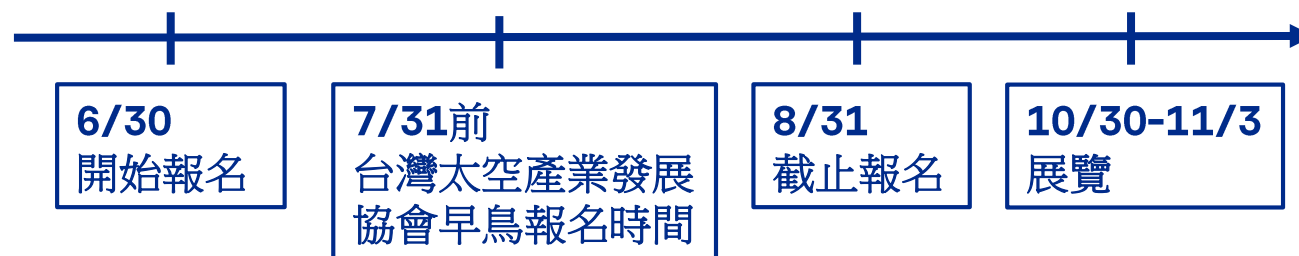 6/30
開始報名
7/31前
台灣太空產業發展
協會早鳥報名時間
8/31
截止報名
10/30-11/3
展覽